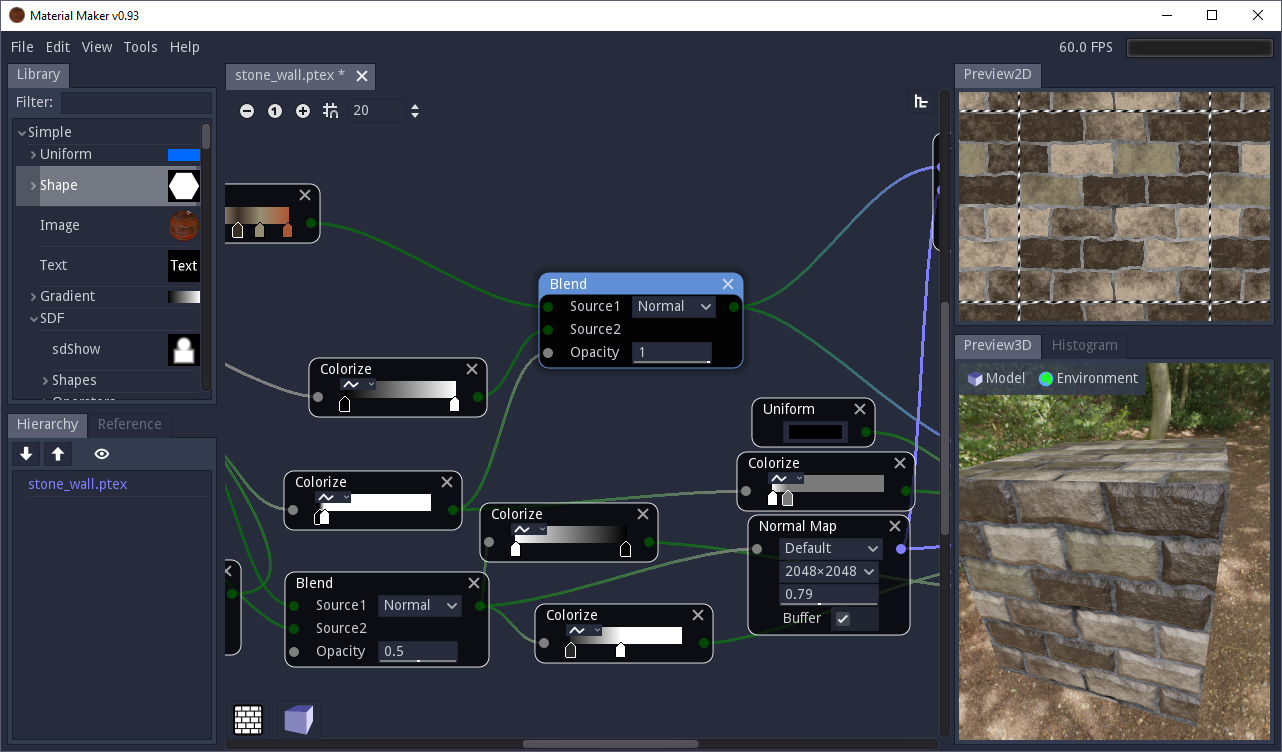 Material Maker v0.93
File Edit View Tools Help
60.0 FPS
Library
Filter:
Simple
Uniform
Shape
Image
Text
Text
Gradient
SDF
sdShow
Shapes
Operators
Hierarchy Reference
stone_wall.ptex
stone_wall.ptex *
1
20
Blend
Source1 Normal
Source2
Opacity 1
Colorize
Colorize
Colorize
Blend
Source1 Normal
Source2
Opacity 0.5
Colorize
Uniform
Colorize
Normal Map
Default
2048×2048
0.79
Buffer
Preview2D
Preview3D Histogram
Model Environment